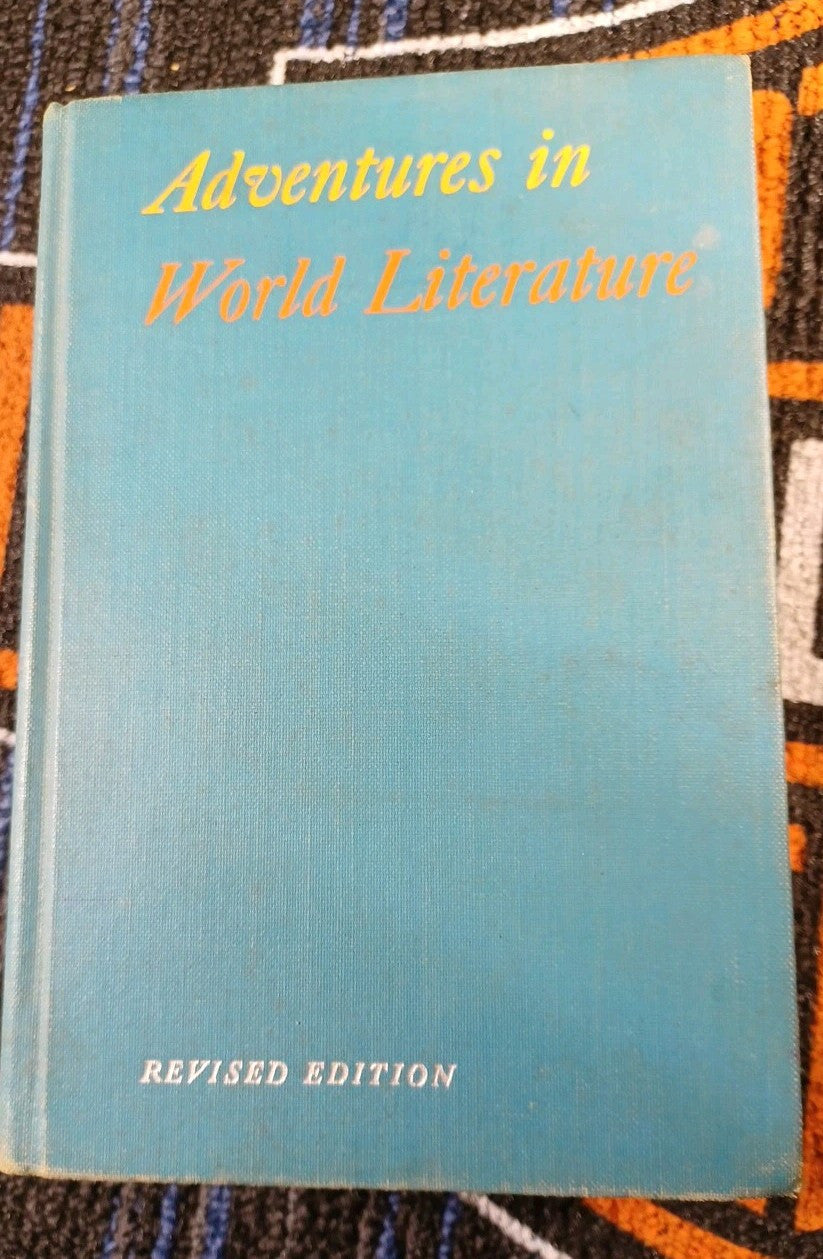 Adventures in
World Literature
REVISED EDITION